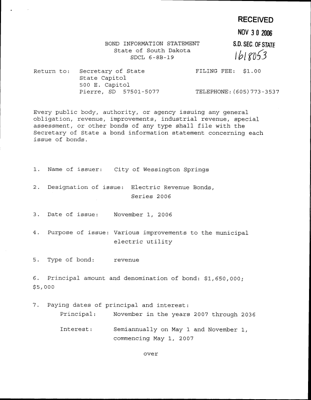 RECEIVED
NOV 30 2006
S.D. SEC OF STATE
1618053
BOND INFORMATION STATEMENT
State of South Dakota
SDCL 6-8B-19
Return to: Secretary of State FILING FEE: $1.00
State Capitol
500 E. Capitol
Pierre, SD 57501-5077 TELEPHONE:(605)773-3537
Every public body, authority, or agency issuing any general
obligation, revenue, improvements, industrial revenue, special
assessment, or other bonds of any type shall file with the
Secretary of State a bond information statement concerning each
issue of bonds.
1. Name of issuer: City of Wessington Springs
2. Designation of issue: Electric Revenue Bonds,
Series 2006
3. Date of issue: November 1, 2006
4. Purpose of issue: Various improvements to the municipal
electric utility
5. Type of bond: revenue
6. Principal amount and denomination of bond: $1,650,000;
$5,000
7. Paying dates of principal and interest:
Principal: November in the years 2007 through 2036
Interest: Semiannually on May 1 and November 1,
commencing May 1, 2007
over